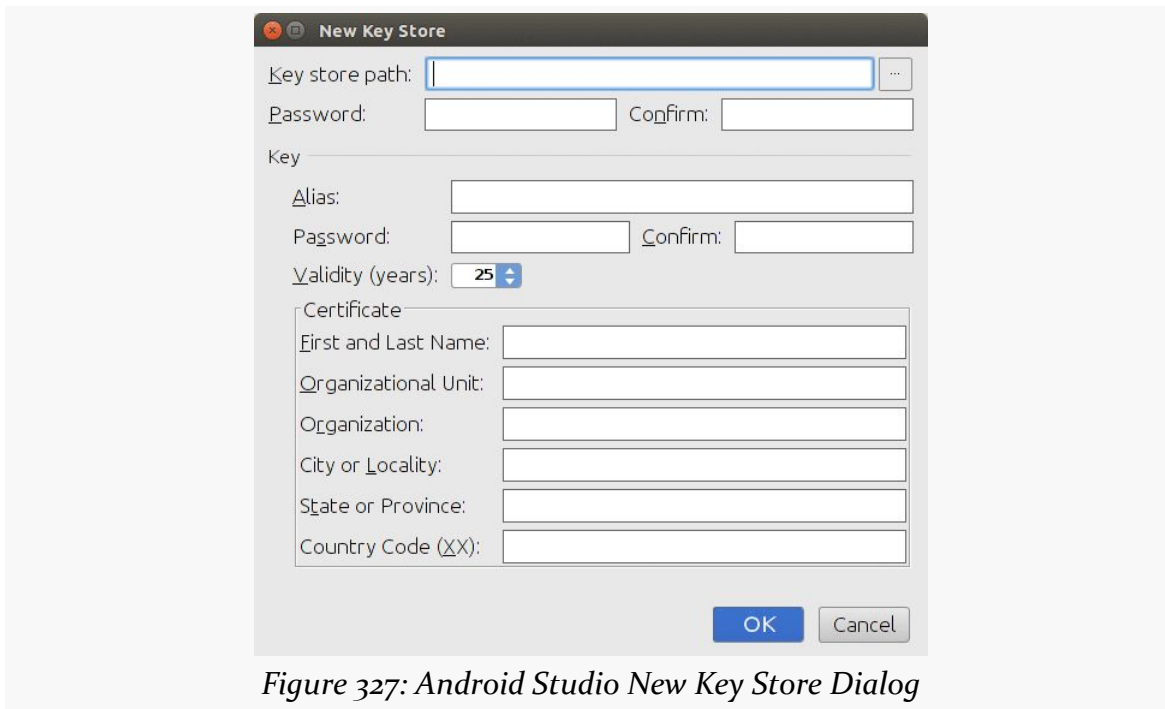 New Key Store
Key store path: ...
Password: Confirm:
Key
Alias:
Password: Confirm:
Validity (years): 25
Certificate
First and Last Name:
Organizational Unit:
Organization:
City or Locality:
State or Province:
Country Code (XX):
OK Cancel
Figure 327: Android Studio New Key Store Dialog